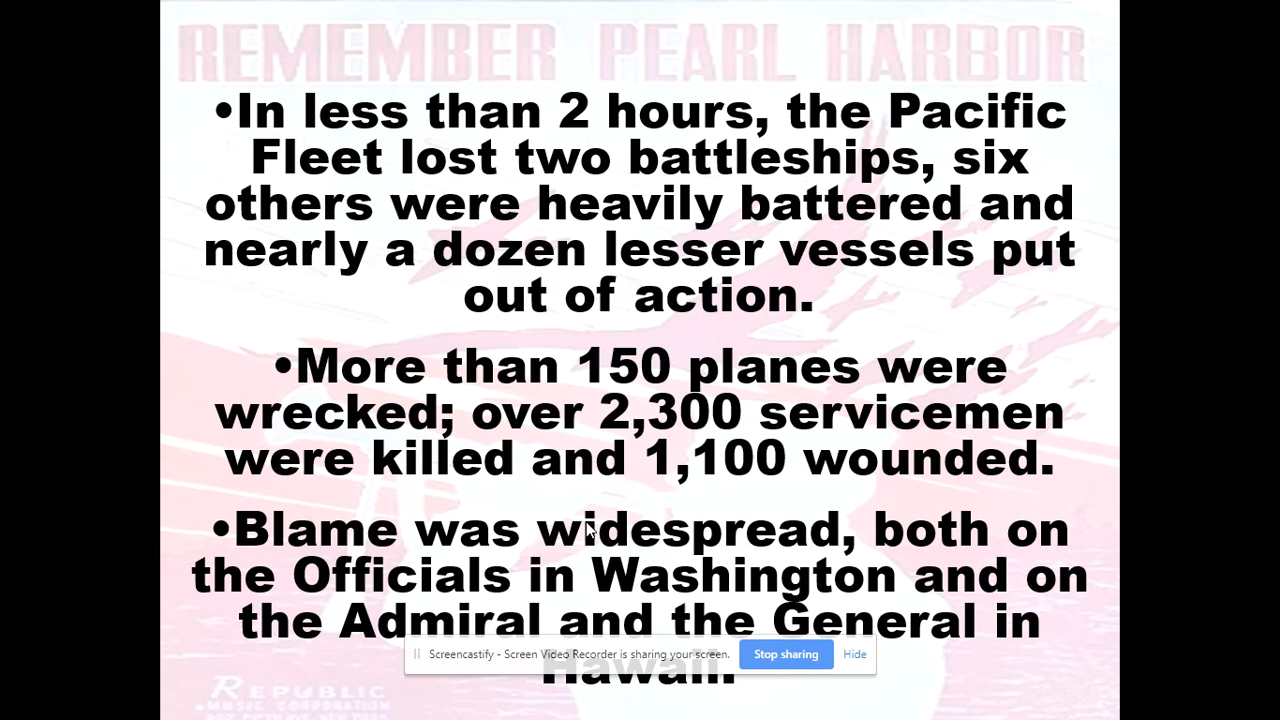 REMEMBER PEARL HARBOR
•In less than 2 hours, the Pacific
Fleet lost two battleships, six
others were heavily battered and
nearly a dozen lesser vessels put
out of action.
•More than 150 planes were
wrecked; over 2,300 servicemen
were killed and 1,100 wounded.
•Blame was widespread, both on
the Officials in Washington and on
the Admiral and the General in
Hawaii.
Screencastify - Screen Video Recorder is sharing your screen. Stop sharing Hide
REPUBLIC
MUSIC CORPORATION